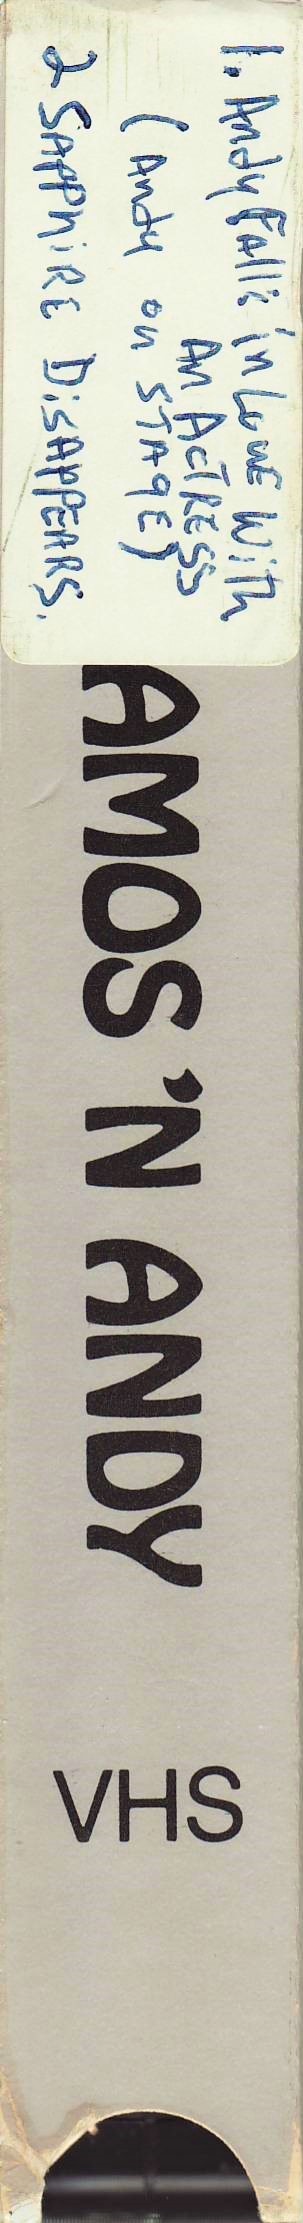 1. Andy Falls in Love With
An Actress
(Andy on Stage)
2 Sapphire Disappears.
AMOS 'N ANDY
VHS